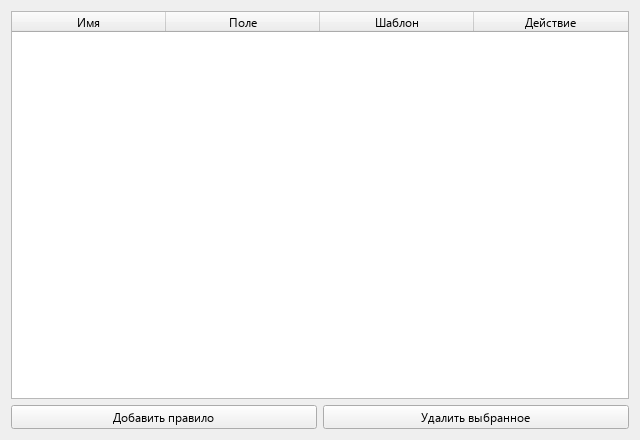 Имя Поле Шаблон Действие
Добавить правило Удалить выбранное